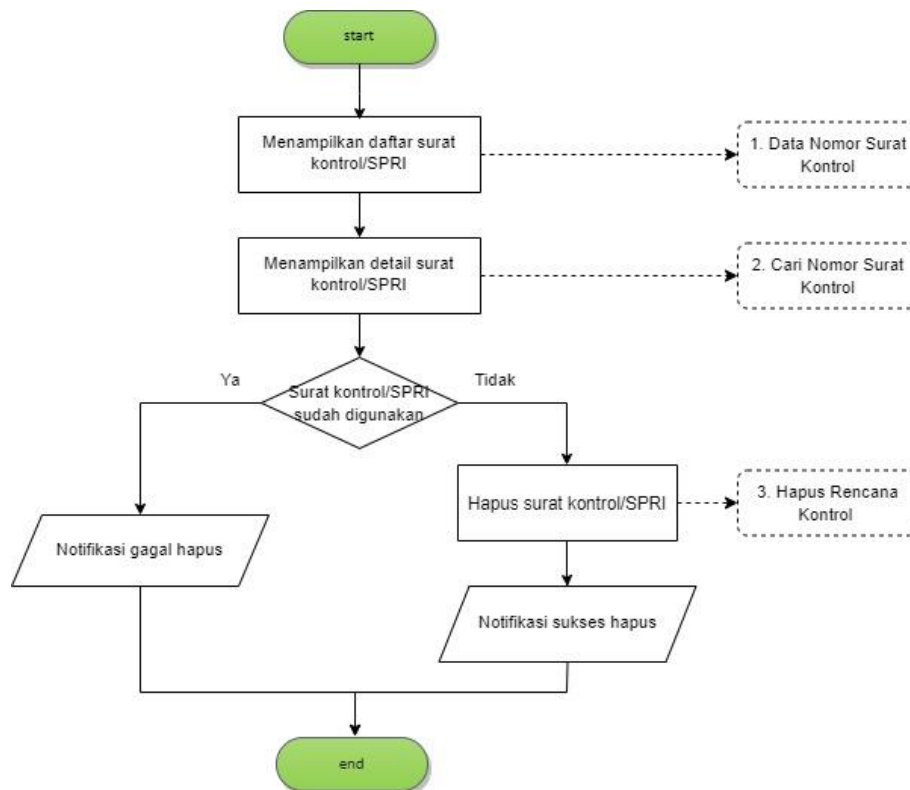 start
Menampilkan daftar surat
kontrol/SPRI
1. Data Nomor Surat
Kontrol
Menampilkan detail surat
kontrol/SPRI
2. Cari Nomor Surat
Kontrol
Ya
Surat kontrol/SPRI
sudah digunakan
Tidak
Hapus surat kontrol/SPRI
3. Hapus Rencana
Kontrol
Notifikasi gagal hapus
Notifikasi sukses hapus
end